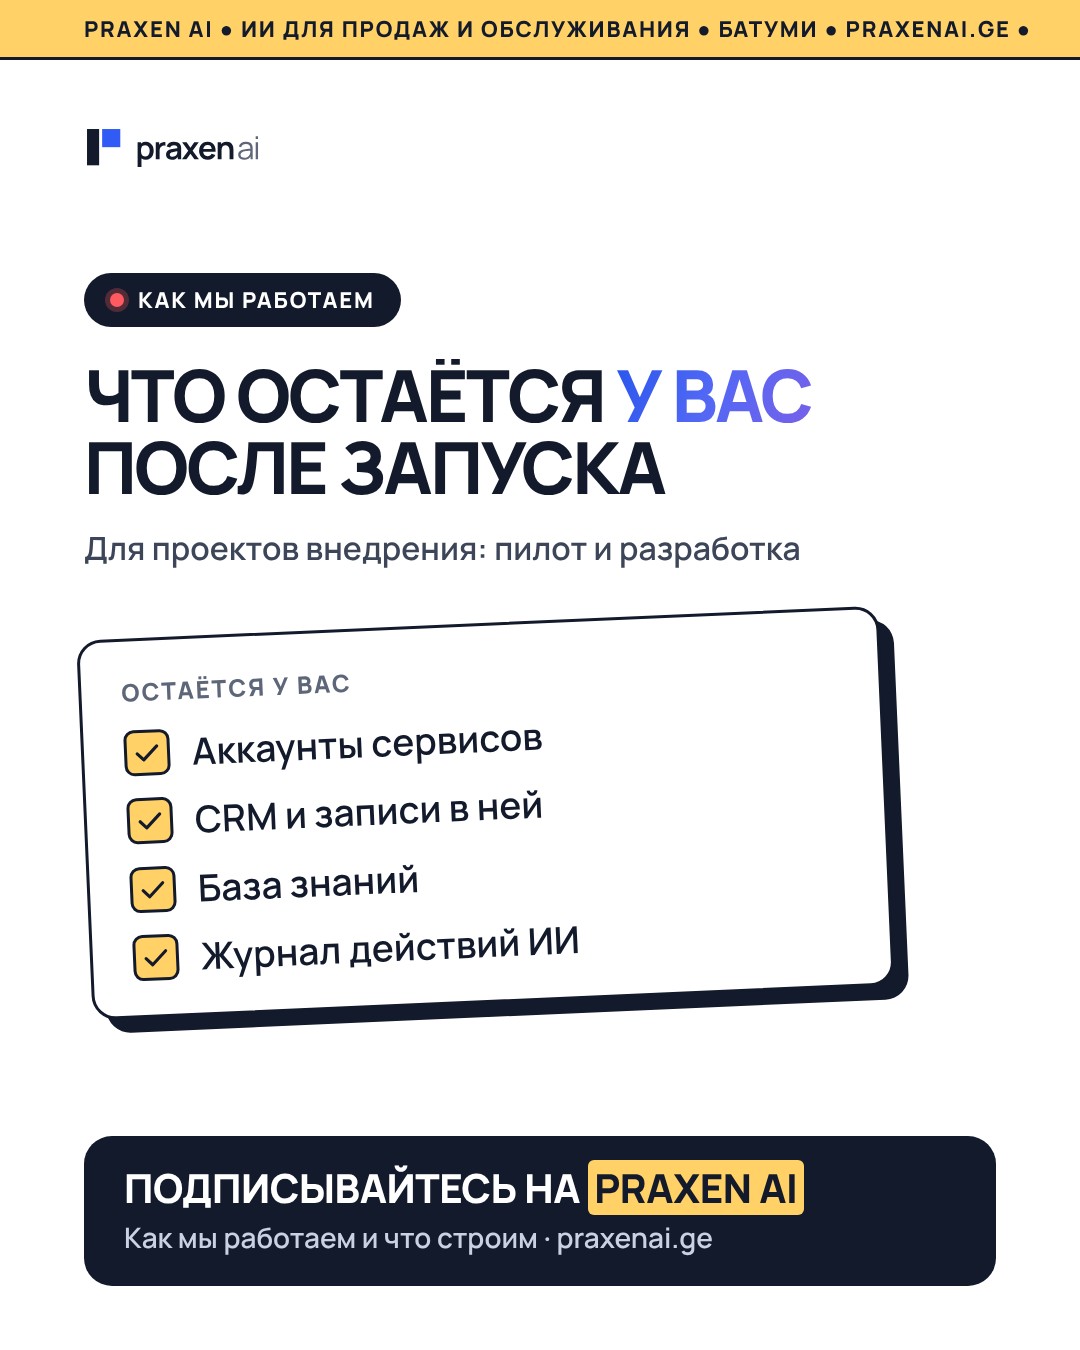 PRAXEN AI ● ИИ ДЛЯ ПРОДАЖ И ОБСЛУЖИВАНИЯ ● БАТУМИ ● PRAXENAI.GE ●
praxen ai
КАК МЫ РАБОТАЕМ
ЧТО ОСТАЁТСЯ У ВАС
ПОСЛЕ ЗАПУСКА
Для проектов внедрения: пилот и разработка
ОСТАЁТСЯ У ВАС
Аккаунты сервисов
CRM и записи в ней
База знаний
Журнал действий ИИ
ПОДПИСЫВАЙТЕСЬ НА PRAXEN AI
Как мы работаем и что строим · praxenai.ge